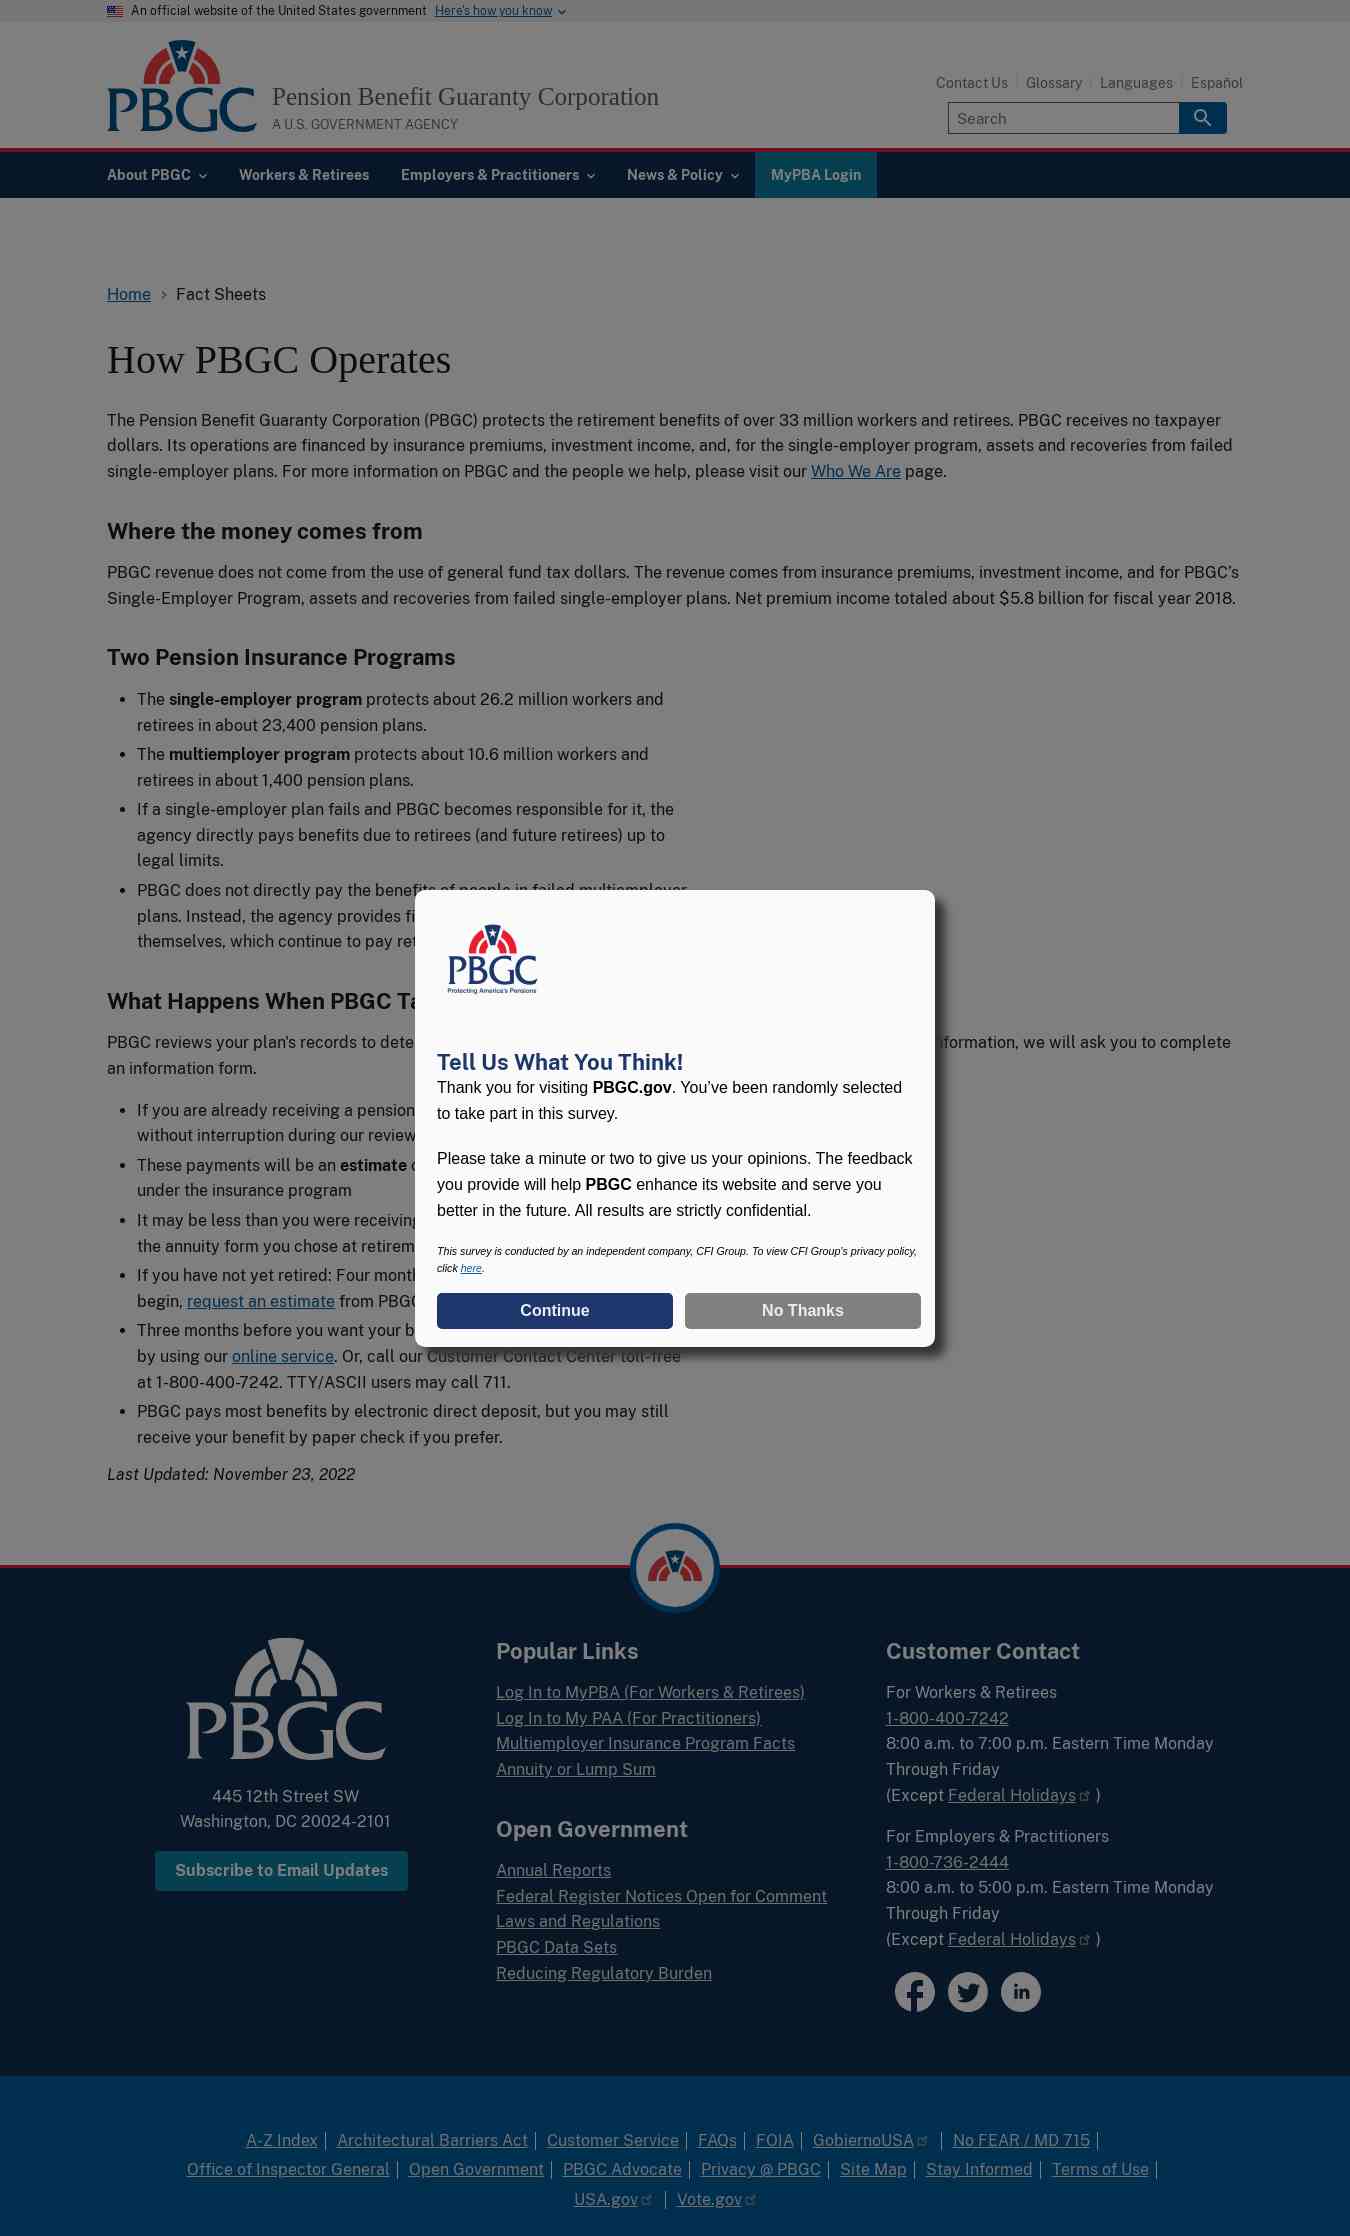 An official website of the United States government Here's how you know
PBGC
Pension Benefit Guaranty Corporation
A U.S. GOVERNMENT AGENCY
Contact Us Glossary Languages Español
Search
About PBGC Workers & Retirees Employers & Practitioners News & Policy MyPBA Login
Home Fact Sheets
How PBGC Operates
The Pension Benefit Guaranty Corporation (PBGC) protects the retirement benefits of over 33 million workers and retirees. PBGC receives no taxpayer
dollars. Its operations are financed by insurance premiums, investment income, and, for the single-employer program, assets and recoveries from failed
single-employer plans. For more information on PBGC and the people we help, please visit our Who We Are page.
Where the money comes from
PBGC revenue does not come from the use of general fund tax dollars. The revenue comes from insurance premiums, investment income, and for PBGC's
Single-Employer Program, assets and recoveries from failed single-employer plans. Net premium income totaled about $5.8 billion for fiscal year 2018.
Two Pension Insurance Programs
The single-employer program protects about 26.2 million workers and
retirees in about 23,400 pension plans.
The multiemployer program protects about 10.6 million workers and
retirees in about 1,400 pension plans.
If a single-employer plan fails and PBGC becomes responsible for it, the
agency directly pays benefits due to retirees (and future retirees) up to
legal limits.
PBGC does not directly pay the benefits of people in failed multiemployer
plans. Instead, the agency provides
themselves, which continue to pay
What Happens When PBGC
PBGC reviews your plan's records to information, we will ask you to complete
an information form.
If you are already receiving a pension
without interruption during our review
These payments will be an estimate
under the insurance program
It may be less than you were receiving
the annuity form you chose at
If you have not yet retired: Four
begin, request an estimate from PBGC
Three months before you want your
by using our online service. Or, call our Customer Contact Center toll-free
at 1-800-400-7242. TTY/ASCII users may call 711.
PBGC pays most benefits by electronic direct deposit, but you may still
receive your benefit by paper check if you prefer.
Last Updated: November 23, 2022
PBGC
Protecting America's Pensions
Tell Us What You Think!
Thank you for visiting PBGC.gov. You've been randomly selected
to take part in this survey.
Please take a minute or two to give us your opinions. The feedback
you provide will help PBGC enhance its website and serve you
better in the future. All results are strictly confidential.
This survey is conducted by an independent company, CFI Group. To view CFI Group's privacy policy,
click here.
Continue No Thanks
PBGC
445 12th Street SW
Washington, DC 20024-2101
Subscribe to Email Updates
Popular Links
Log In to MyPBA (For Workers & Retirees)
Log In to My PAA (For Practitioners)
Multiemployer Insurance Program Facts
Annuity or Lump Sum
Open Government
Annual Reports
Federal Register Notices Open for Comment
Laws and Regulations
PBGC Data Sets
Reducing Regulatory Burden
Customer Contact
For Workers & Retirees
1-800-400-7242
8:00 a.m. to 7:00 p.m. Eastern Time Monday
Through Friday
(Except Federal Holidays )
For Employers & Practitioners
1-800-736-2444
8:00 a.m. to 5:00 p.m. Eastern Time Monday
Through Friday
(Except Federal Holidays )
A-Z Index Architectural Barriers Act Customer Service FAQs FOIA GobiernoUSA No FEAR / MD 715
Office of Inspector General Open Government PBGC Advocate Privacy @ PBGC Site Map Stay Informed Terms of Use
USA.gov Vote.gov